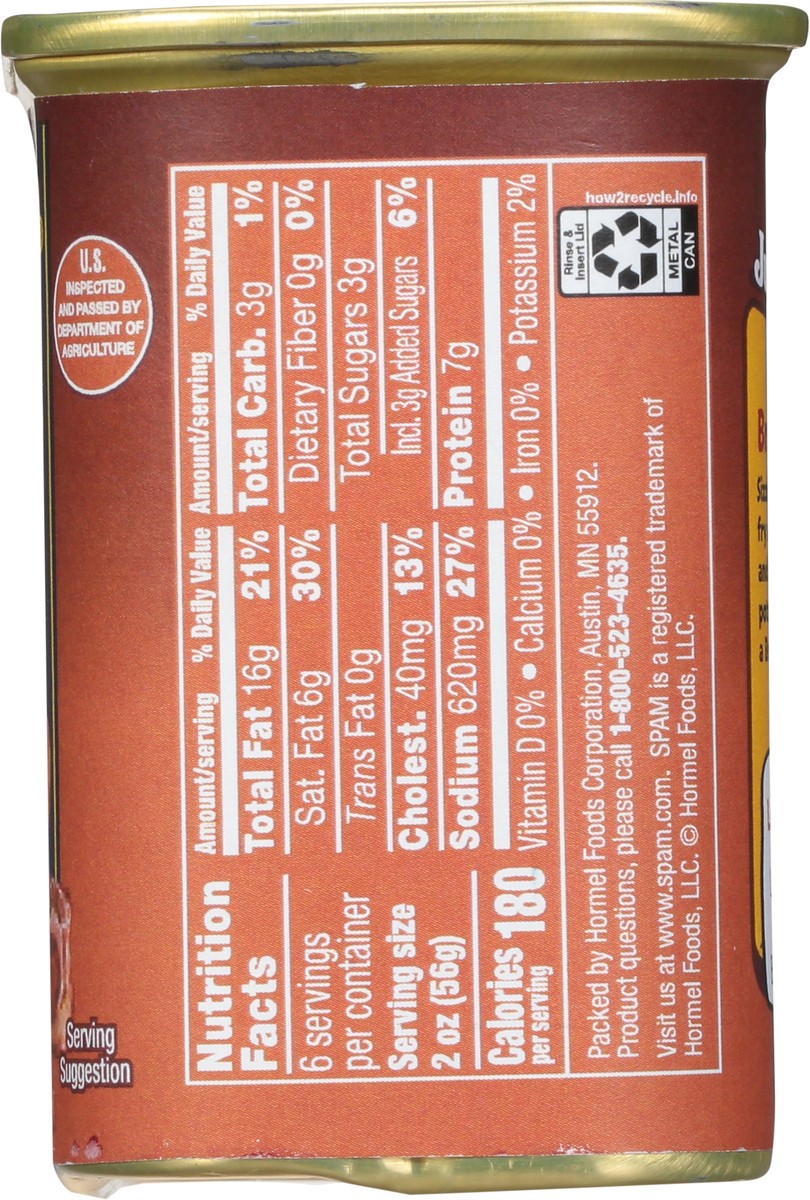 Nutrition
Facts
6 servings
per container
Serving size
2 oz (56g)
Calories 180
per serving
Amount/serving % Daily Value
Total Fat 16g 21%
Sat. Fat 6g 30%
Trans Fat 0g
Cholest. 40mg 13%
Sodium 620mg 27%
Amount/serving % Daily Value
Total Carb. 3g 1%
Dietary Fiber 0g 0%
Total Sugars 3g
Incl. 3g Added Sugars 6%
Protein 7g
Vitamin D 0% • Calcium 0% • Iron 0% • Potassium 2%
Packed by Hormel Foods Corporation, Austin, MN 55912.
Product questions, please call 1-800-523-4635.
Visit us at www.spam.com. SPAM is a registered trademark of
Hormel Foods, LLC. © Hormel Foods, LLC.
Rinse &
Insert Lid
METAL
CAN
how2recycle.info
U.S.
INSPECTED
AND PASSED BY
DEPARTMENT OF
AGRICULTURE
Serving
Suggestion